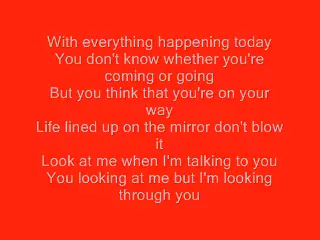 With everything happening today
You don't know whether you're
coming or going
But you think that you're on your
way
Life lined up on the mirror don't blow
it
Look at me when I'm talking to you
You looking at me but I'm looking
through you